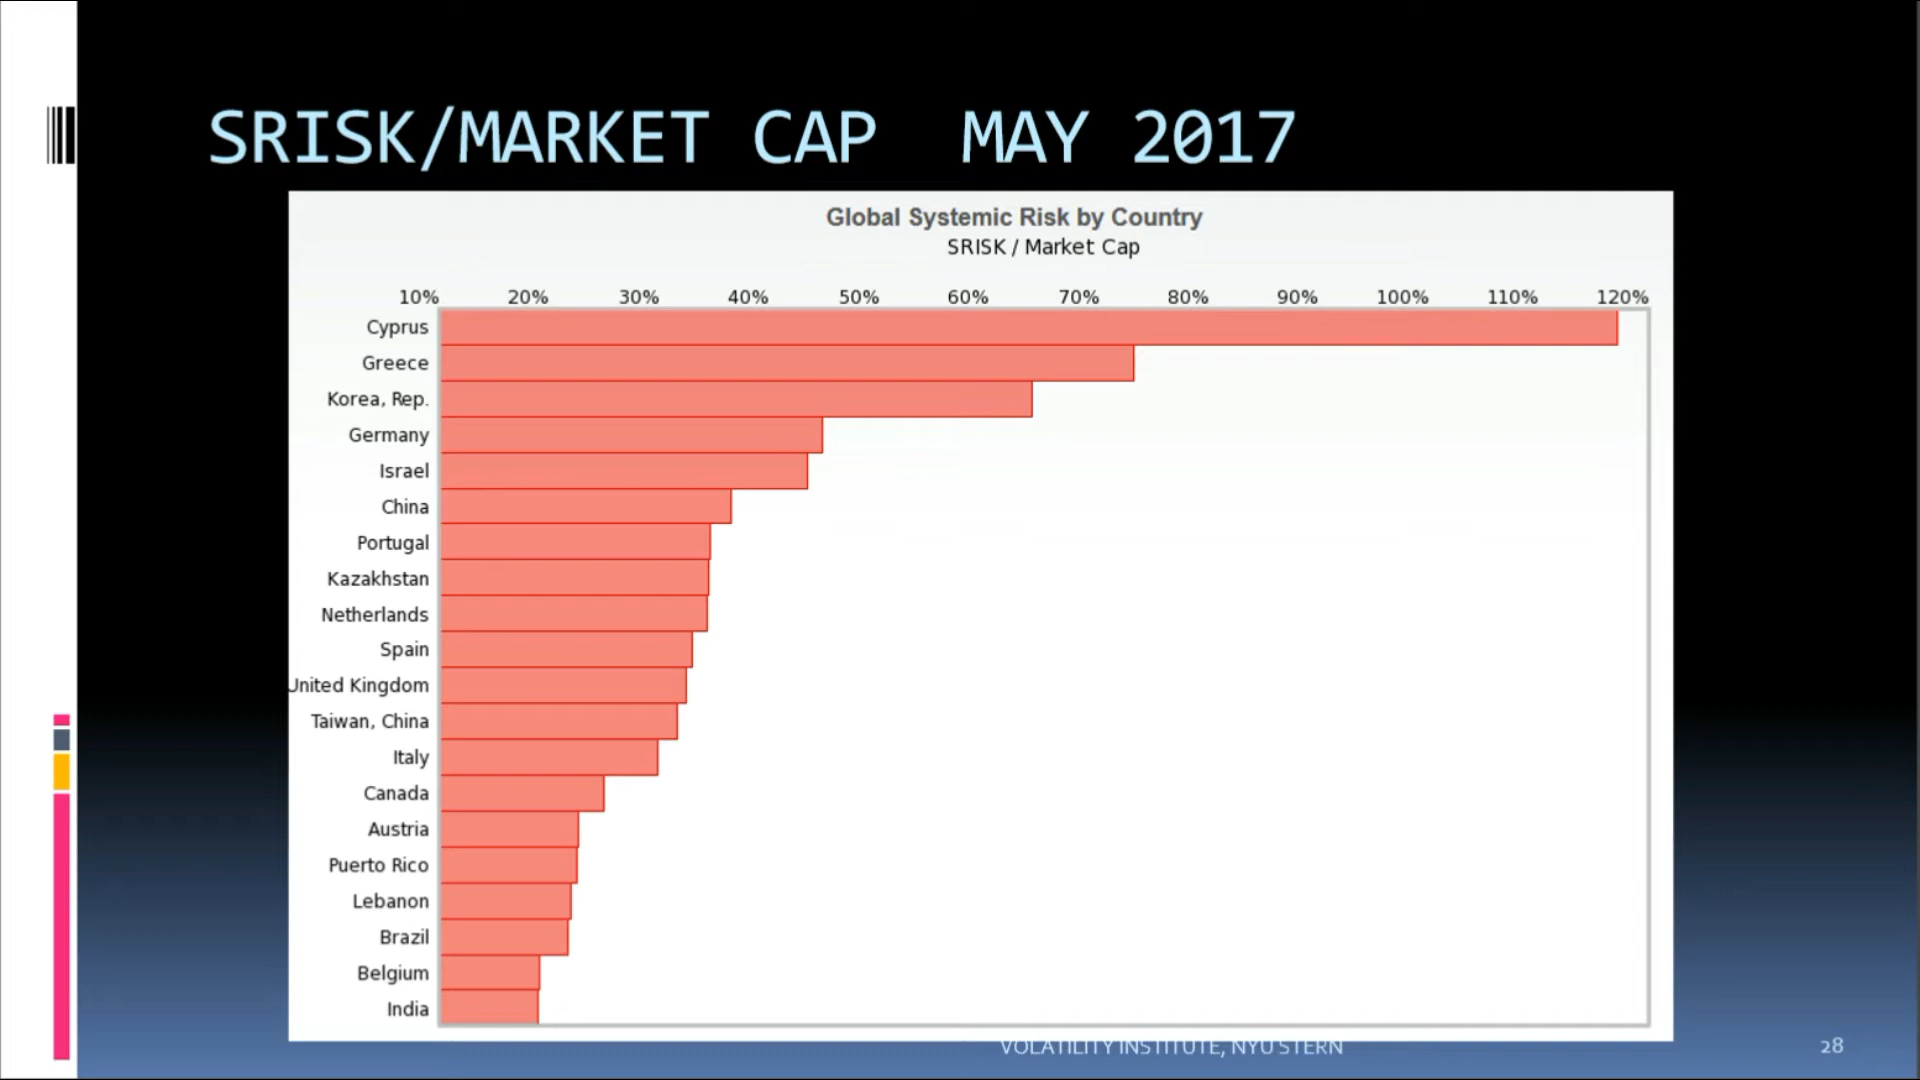 SRISK/MARKET CAP MAY 2017
Global Systemic Risk by Country
SRISK / Market Cap
10% 20% 30% 40% 50% 60% 70% 80% 90% 100% 110% 120%
Cyprus
Greece
Korea, Rep.
Germany
Israel
China
Portugal
Kazakhstan
Netherlands
Spain
United Kingdom
Taiwan, China
Italy
Canada
Austria
Puerto Rico
Lebanon
Brazil
Belgium
India
VOLATILITY INSTITUTE, NYU STERN
28